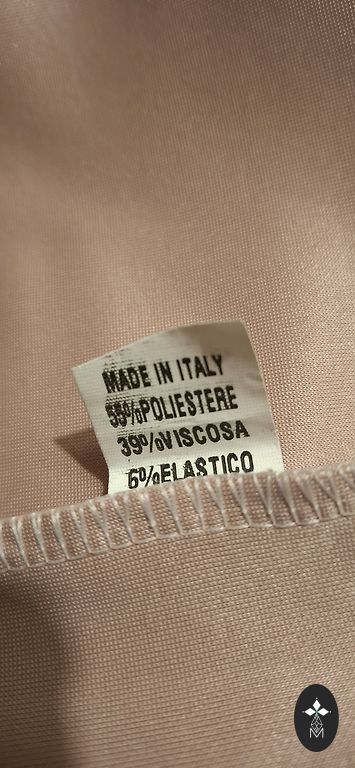 MADE IN ITALY
55%POLIESTERE
39%VISCOSA
6%ELASTICO
M